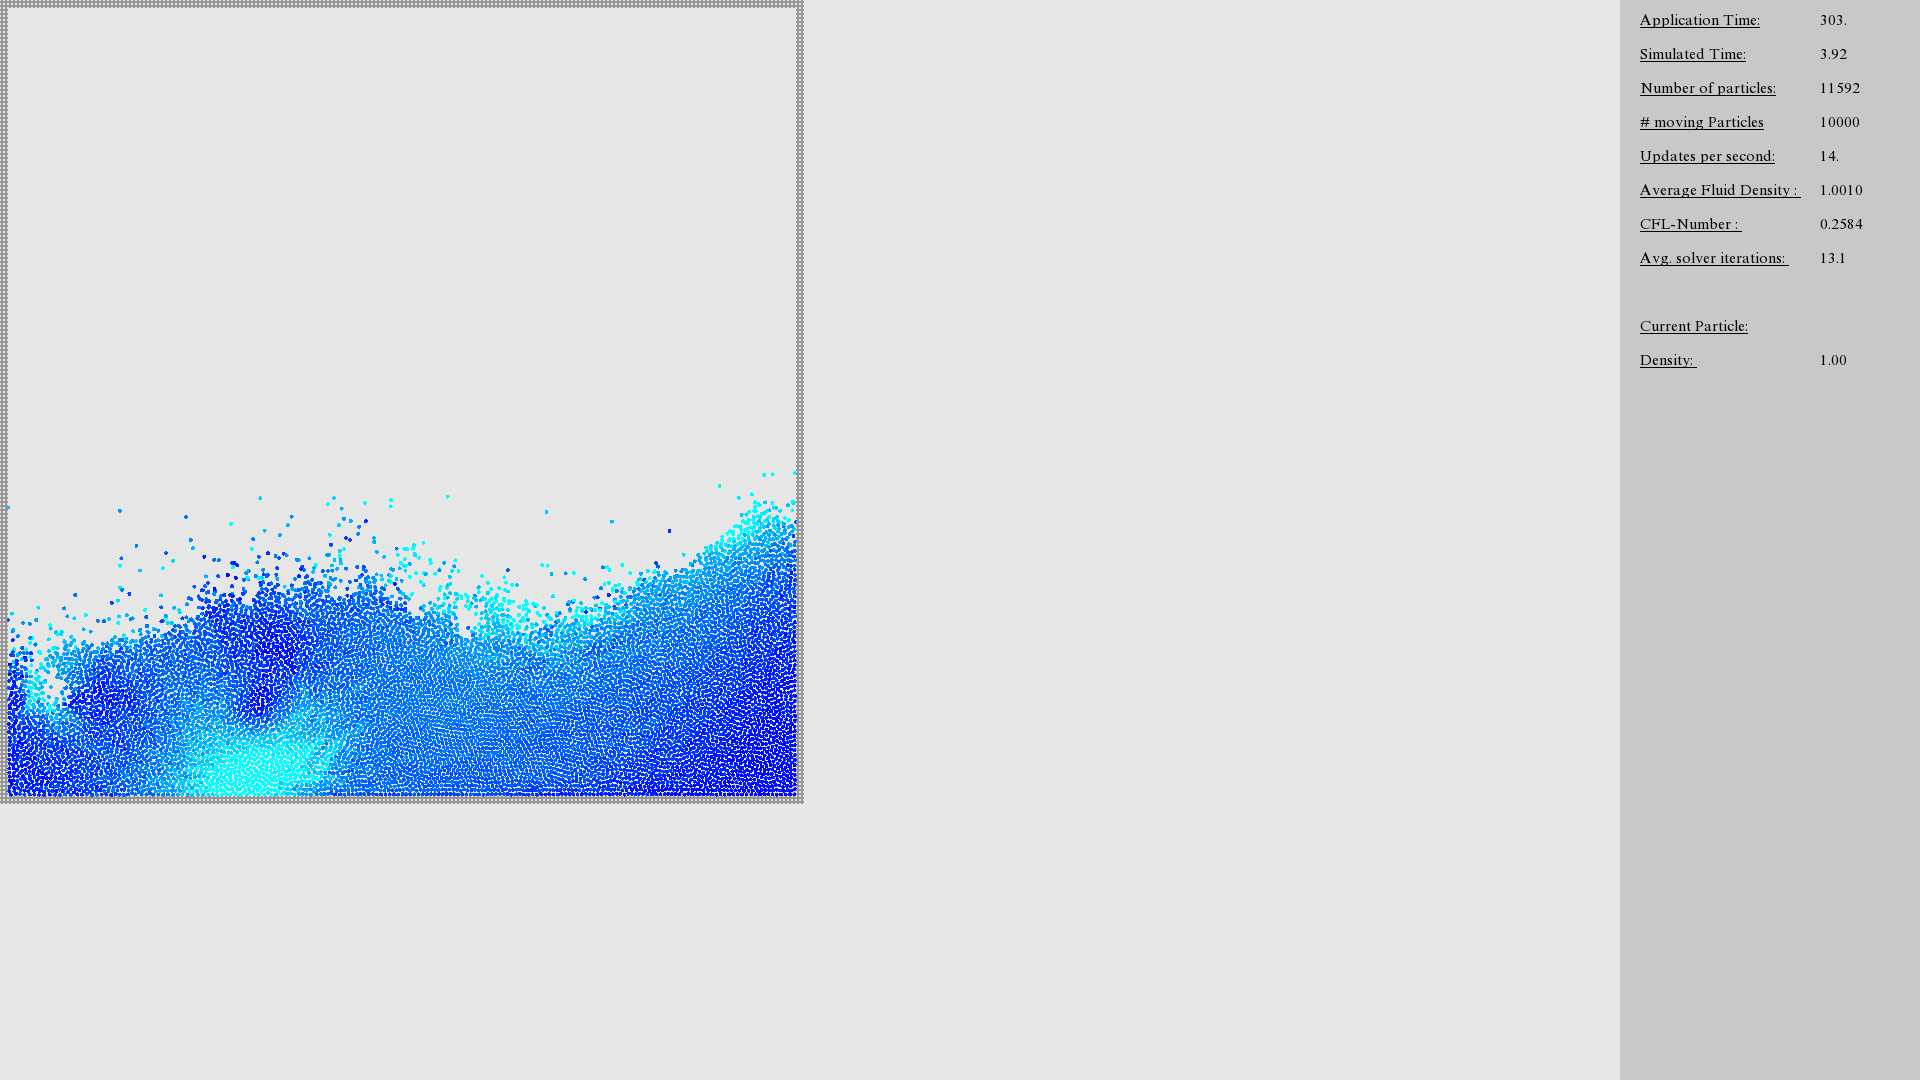 Application Time: 303.
Simulated Time: 3.92
Number of particles: 11592
# moving Particles 10000
Updates per second: 14.
Average Fluid Density : 1.0010
CFL-Number : 0.2584
Avg. solver iterations: 13.1
Current Particle:
Density: 1.00